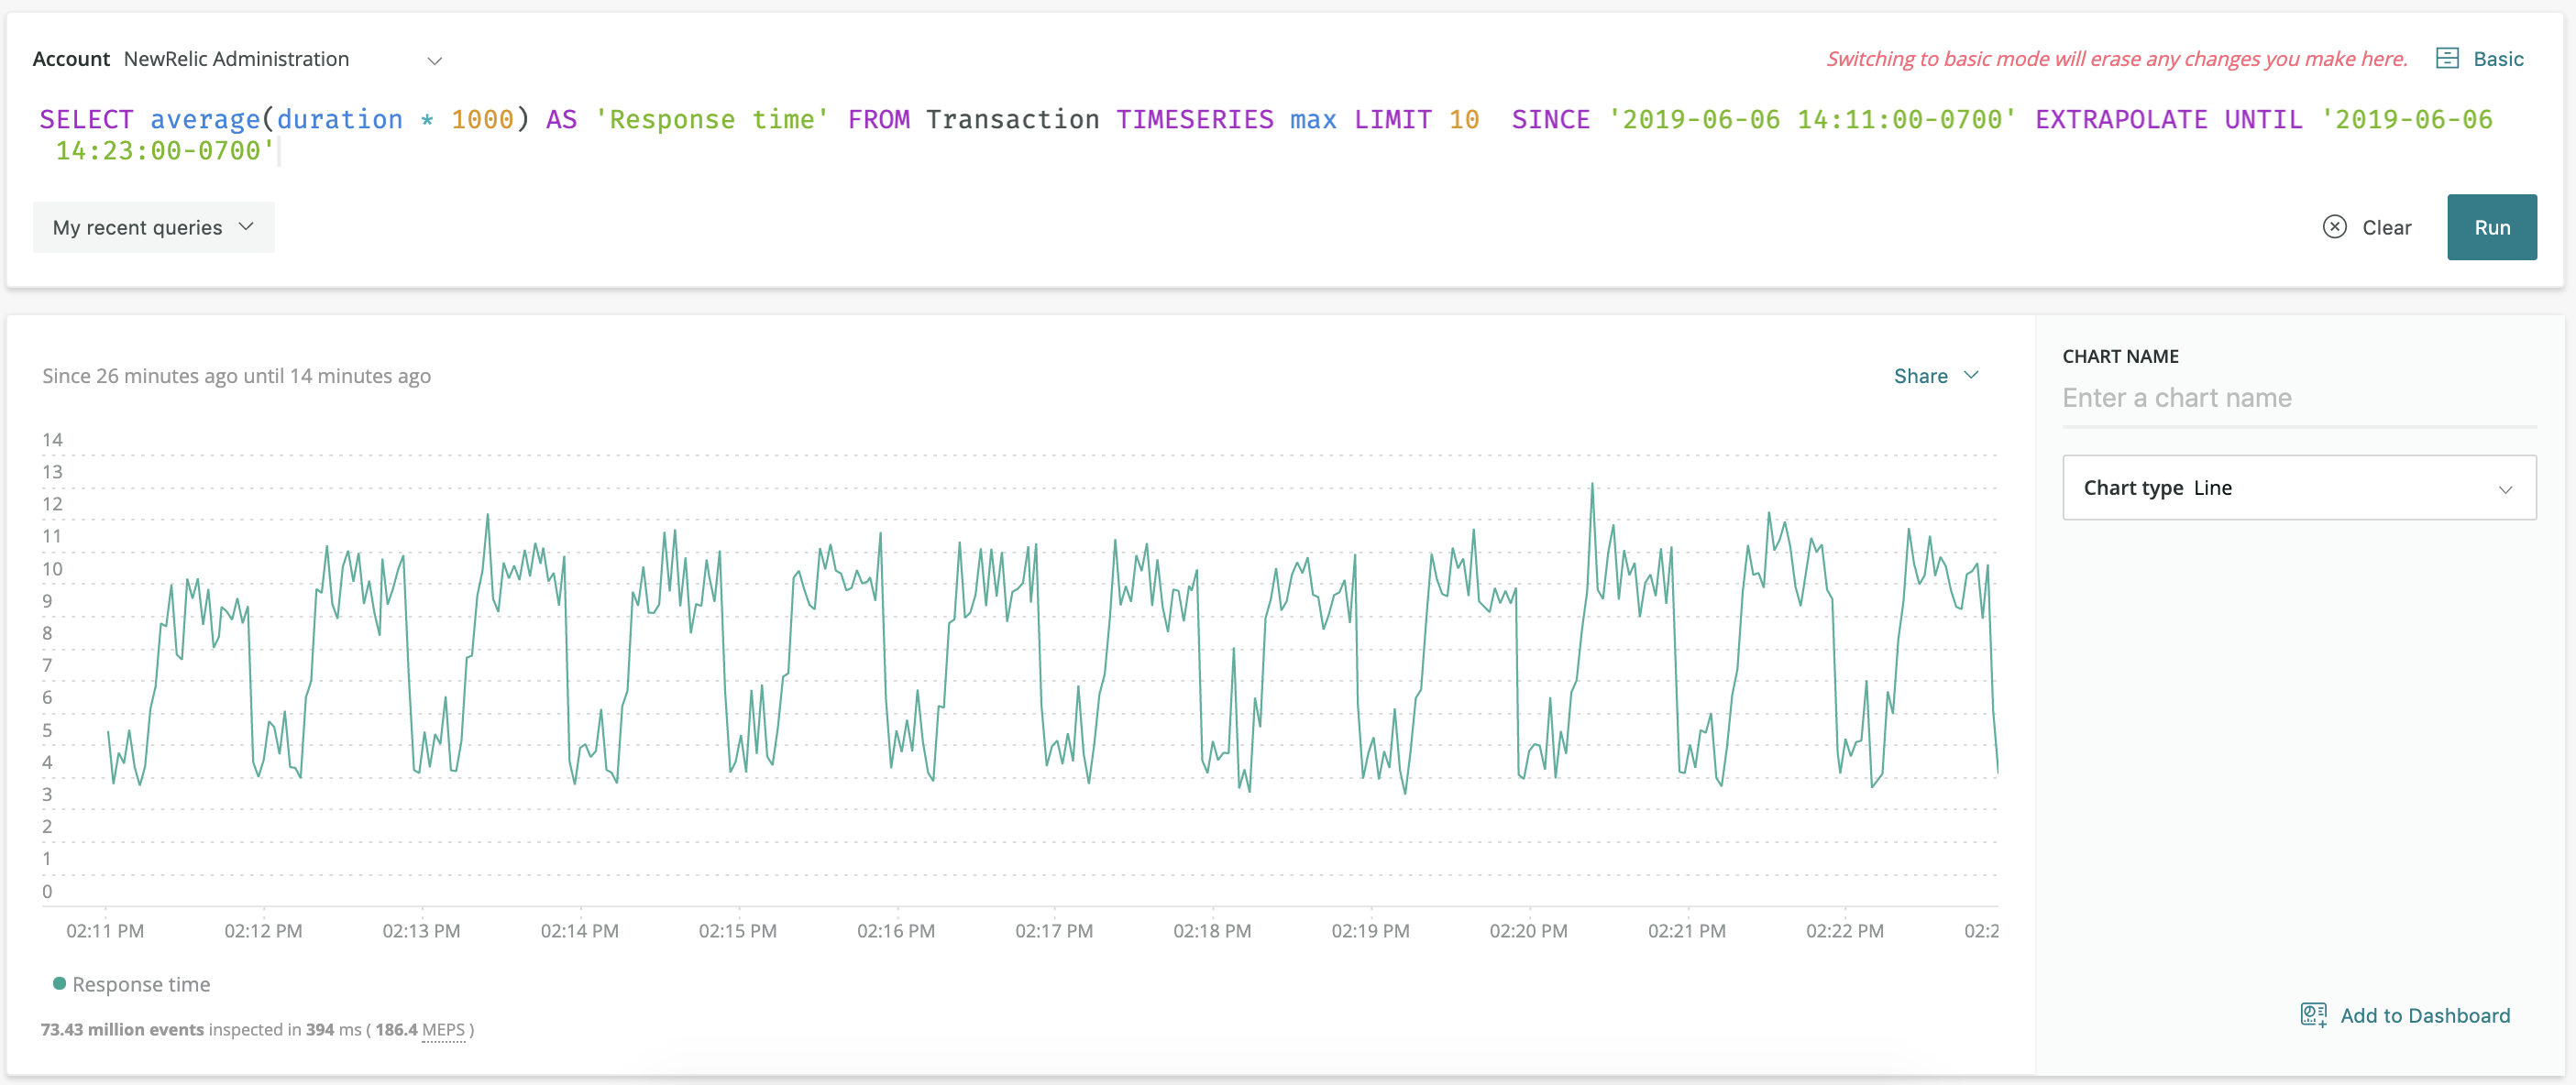 Account NewRelic Administration
Switching to basic mode will erase any changes you make here.
Basic
SELECT average(duration * 1000) AS 'Response time' FROM Transaction TIMESERIES max LIMIT 10  SINCE '2019-06-06 14:11:00-0700' EXTRAPOLATE UNTIL '2019-06-06
14:23:00-0700'
My recent queries
Clear
Run
Since 26 minutes ago until 14 minutes ago
Share
14
13
12
11
10
9
8
7
6
5
4
3
2
1
0
02:11 PM 02:12 PM 02:13 PM 02:14 PM 02:15 PM 02:16 PM 02:17 PM 02:18 PM 02:19 PM 02:20 PM 02:21 PM 02:22 PM 02:2
Response time
73.43 million events inspected in 394 ms ( 186.4 MEPS )
CHART NAME
Enter a chart name
Chart type Line
Add to Dashboard